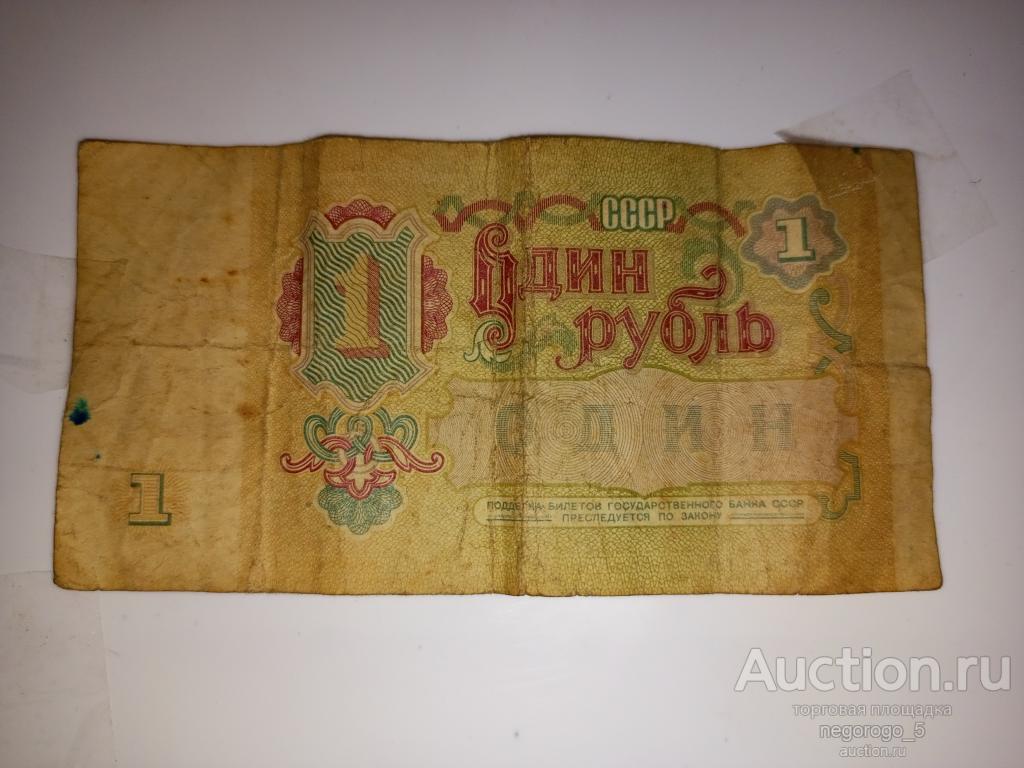 СССР
1
1
Один
рубль
ОДИН
1
ПОДДЕЛКА БИЛЕТОВ ГОСУДАРСТВЕННОГО БАНКА СССР
ПРЕСЛЕДУЕТСЯ ПО ЗАКОНУ
Auction.ru
торговая площадка
negorogo_5
auction.ru